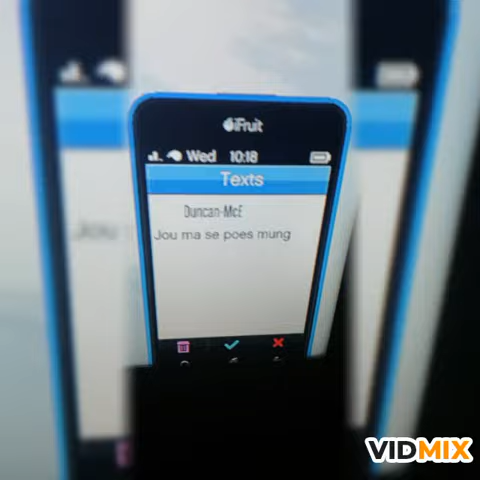 iFruit
Wed 10:18
Texts
Duncan-McE
Jou ma se poes mung
VIDMIX